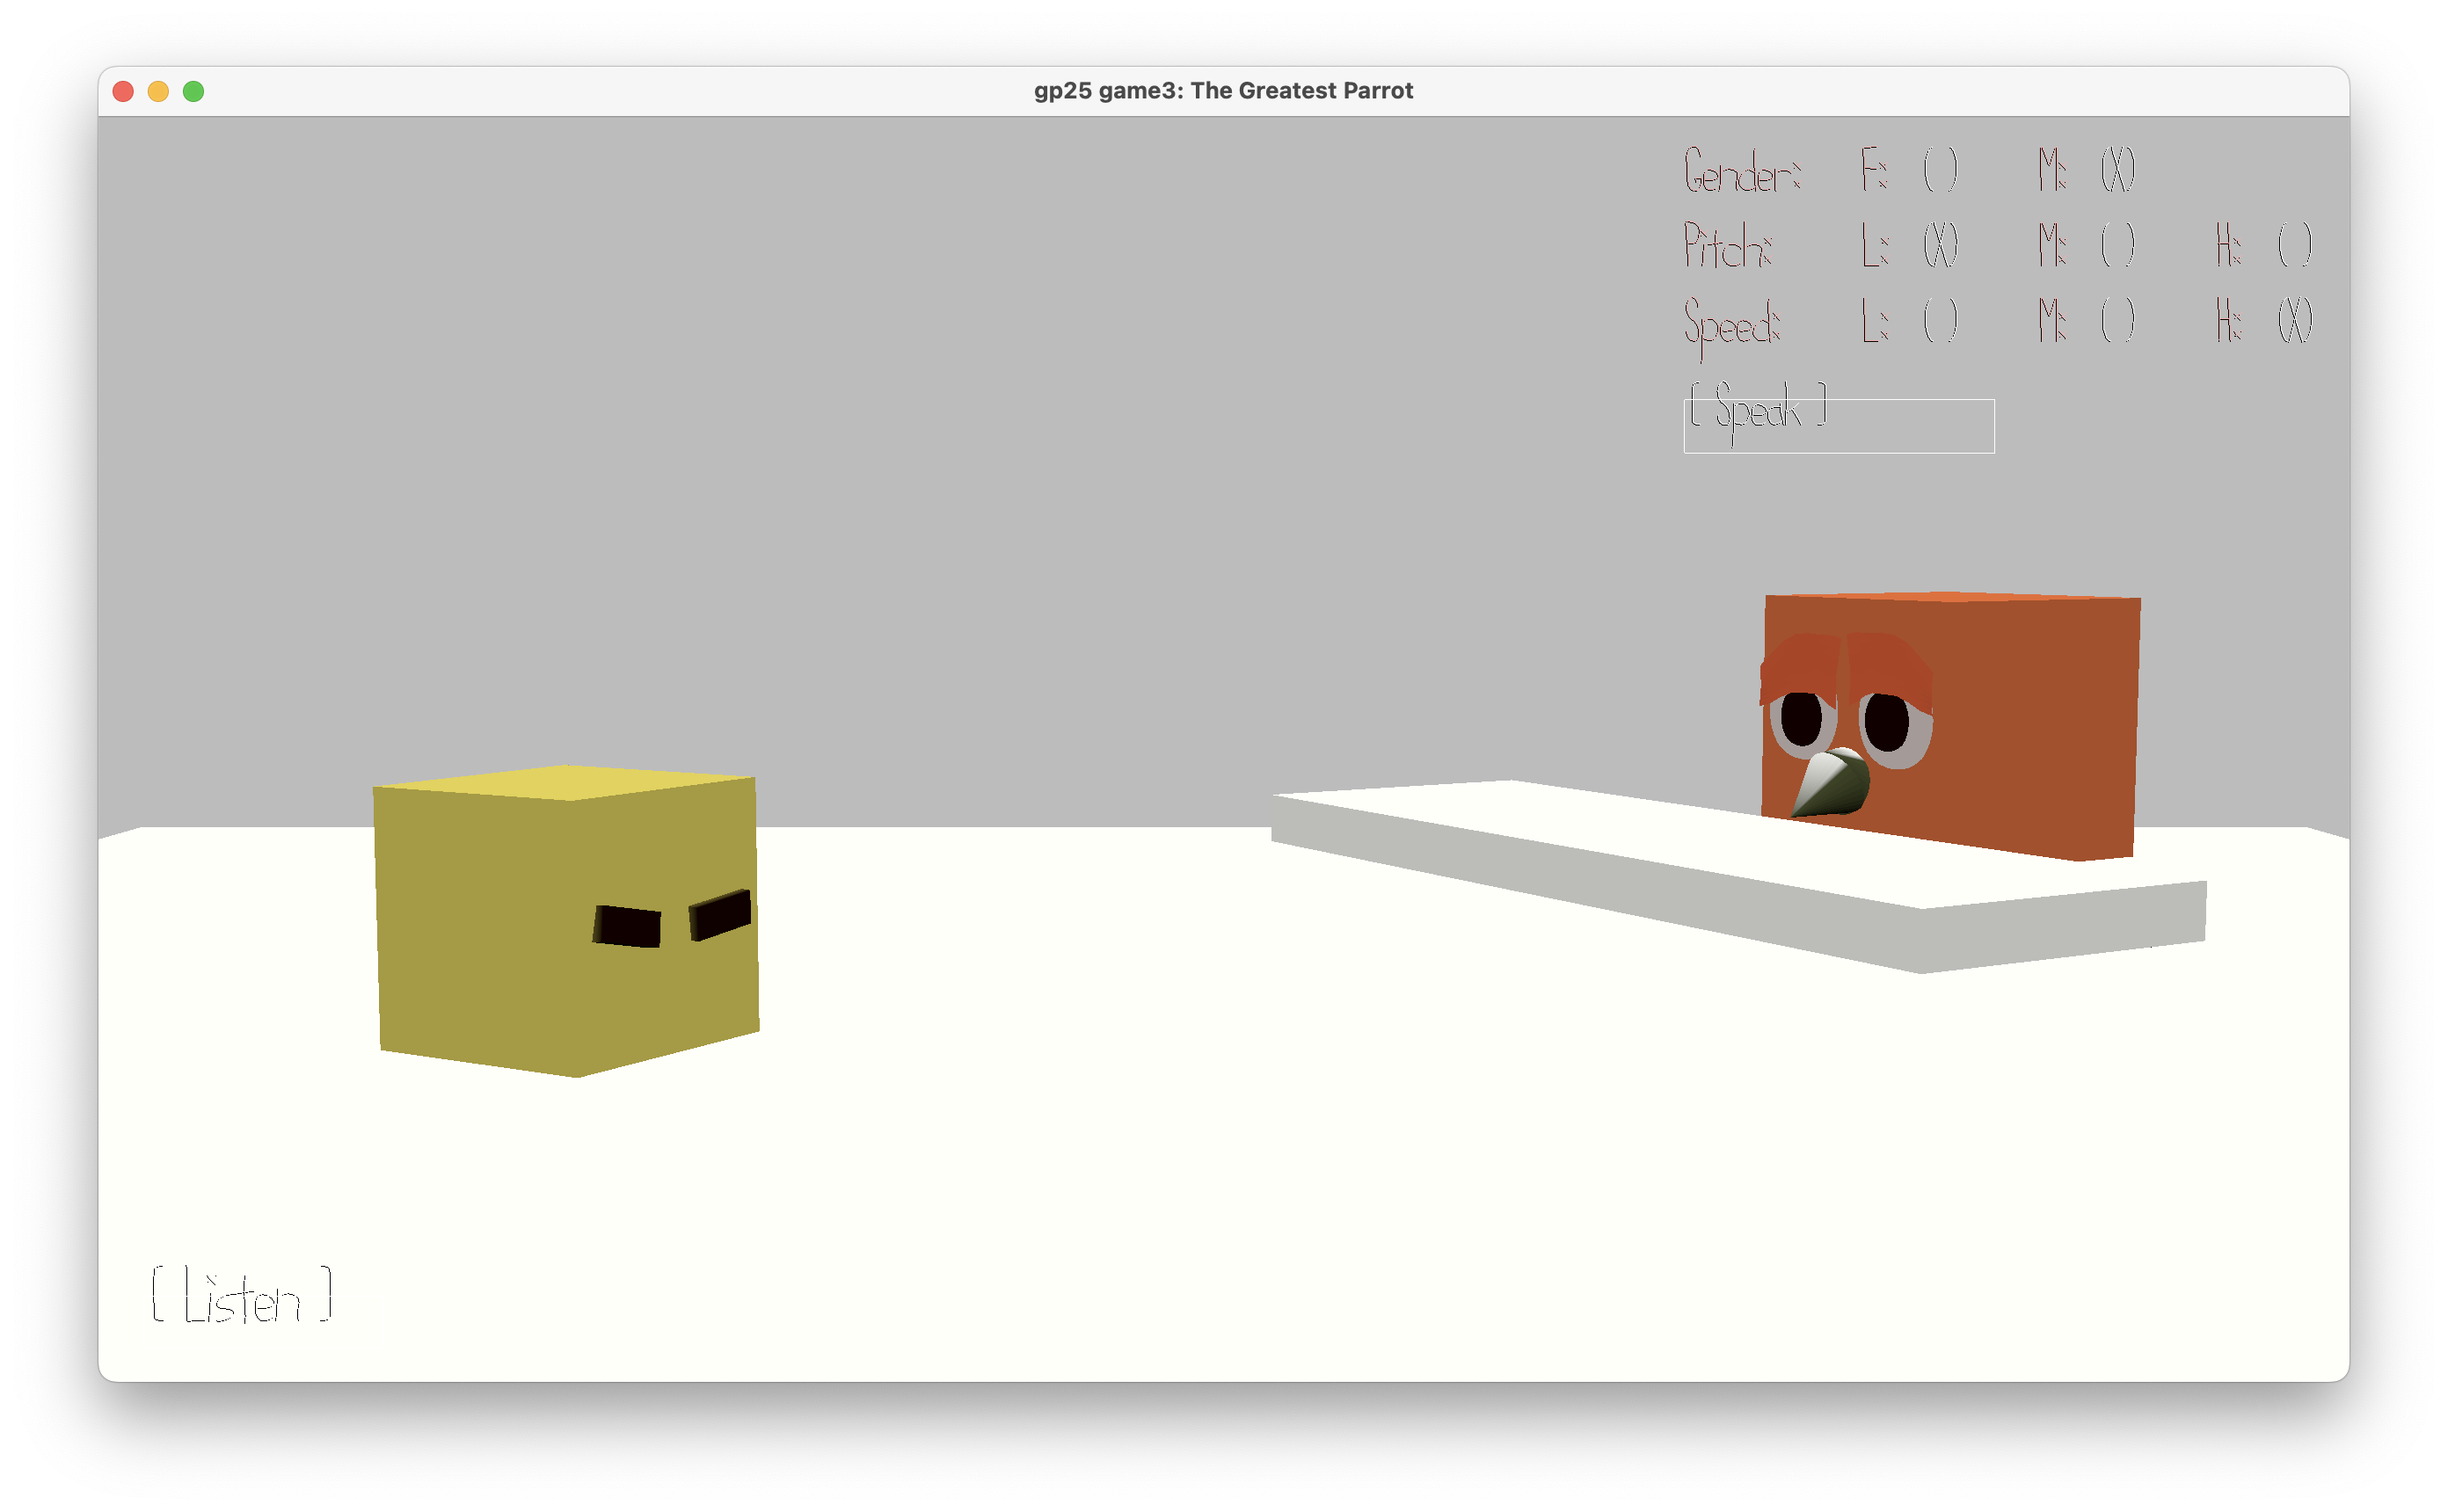 gp25 game3: The Greatest Parrot
Gender: F: ( ) M: (X)
Pitch: L: (X) M: ( ) H: ( )
Speed: L: ( ) M: ( ) H: (X)
[ Speak ]
[ Listen ]